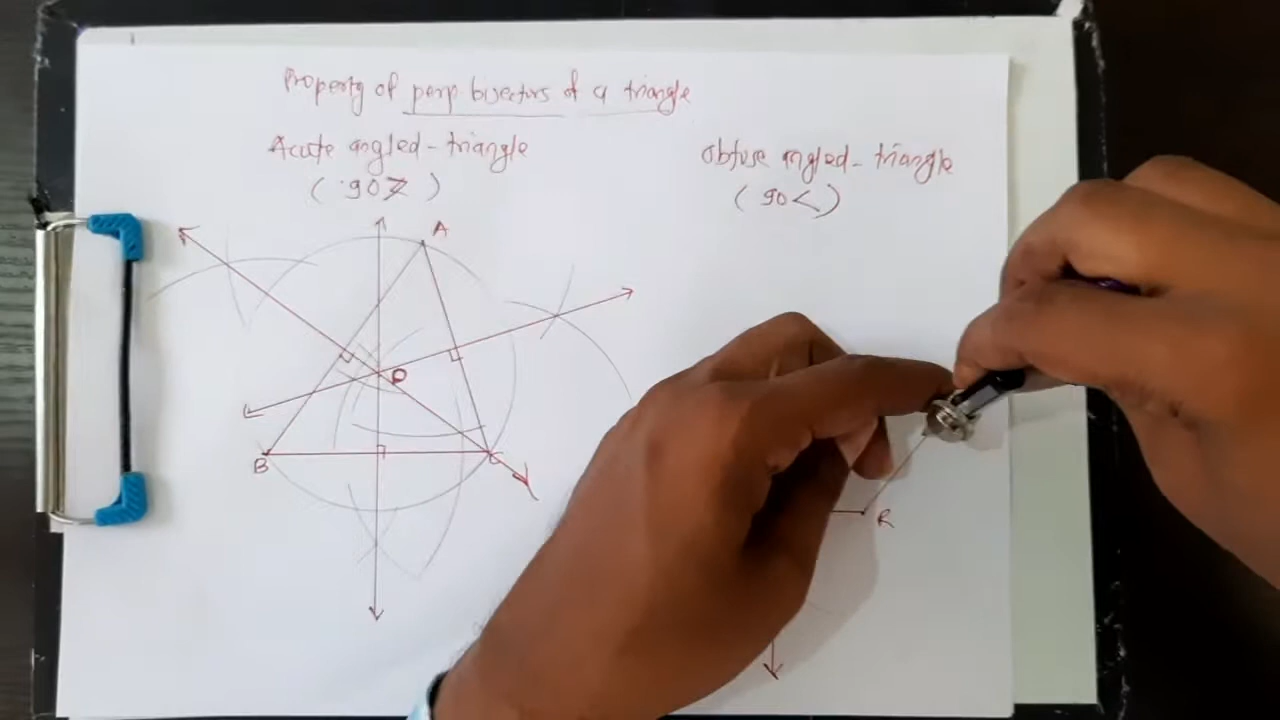 Property of perp bisectors of a triangle
Acute angled-triangle
Obtuse angled-triangle
(90>)
(90<)
A
P
B
C
R